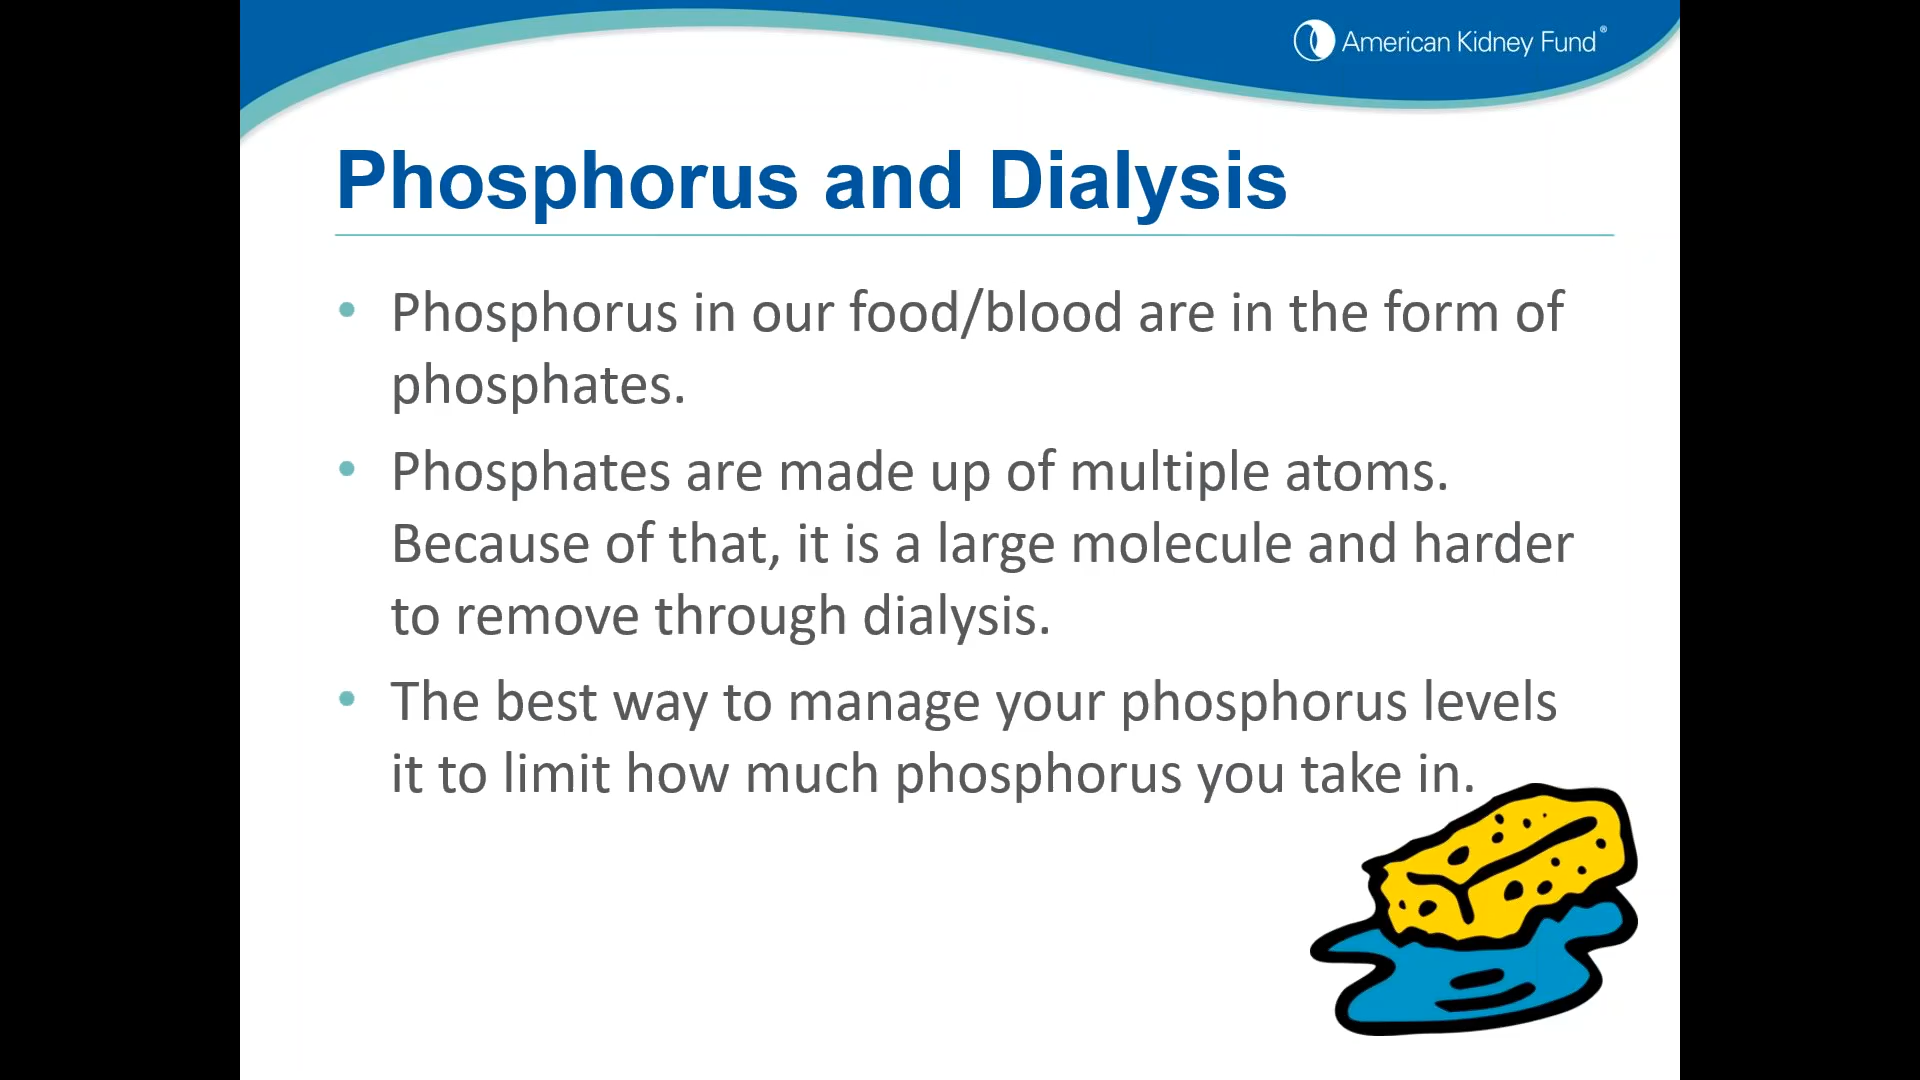 American Kidney Fund®
Phosphorus and Dialysis
• Phosphorus in our food/blood are in the form of
phosphates.
• Phosphates are made up of multiple atoms.
Because of that, it is a large molecule and harder
to remove through dialysis.
• The best way to manage your phosphorus levels
it to limit how much phosphorus you take in.